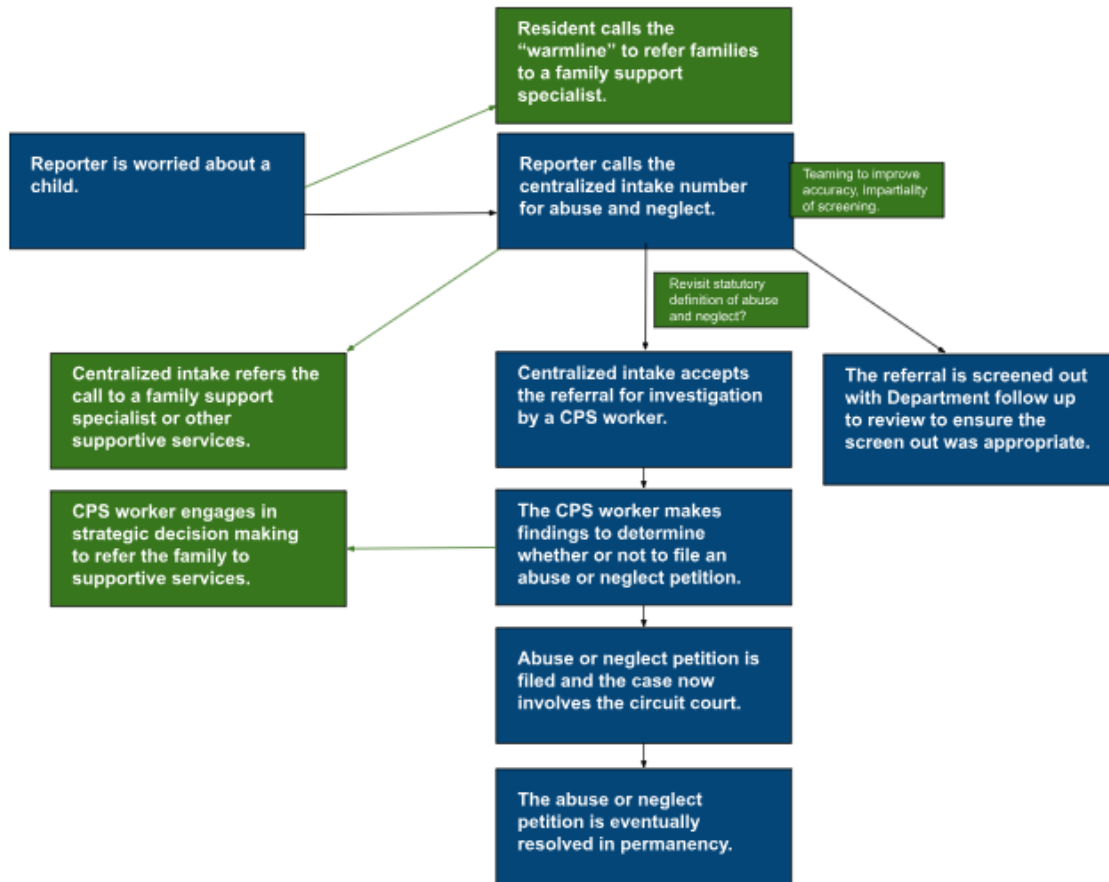 Resident calls the
“warmline” to refer families
to a family support
specialist.
Reporter is worried about a
child.
Reporter calls the
centralized intake number
for abuse and neglect.
Teaming to improve
accuracy, impartiality
of screening.
Revisit statutory
definition of abuse
and neglect?
Centralized intake refers the
call to a family support
specialist or other
supportive services.
Centralized intake accepts
the referral for investigation
by a CPS worker.
The referral is screened out
with Department follow up
to review to ensure the
screen out was appropriate.
CPS worker engages in
strategic decision making
to refer the family to
supportive services.
The CPS worker makes
findings to determine
whether or not to file an
abuse or neglect petition.
Abuse or neglect petition is
filed and the case now
involves the circuit court.
The abuse or neglect
petition is eventually
resolved in permanency.